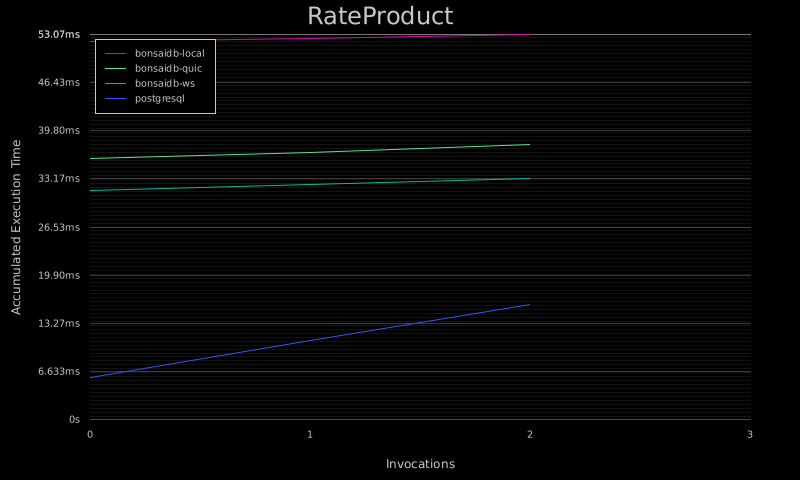 RateProduct
53.07ms
bonsaidb-local
bonsaidb-quic
bonsaidb-ws
postgresql
46.43ms
39.80ms
33.17ms
26.53ms
19.90ms
13.27ms
6.633ms
0s
Accumulated Execution Time
0 1 2 3
Invocations